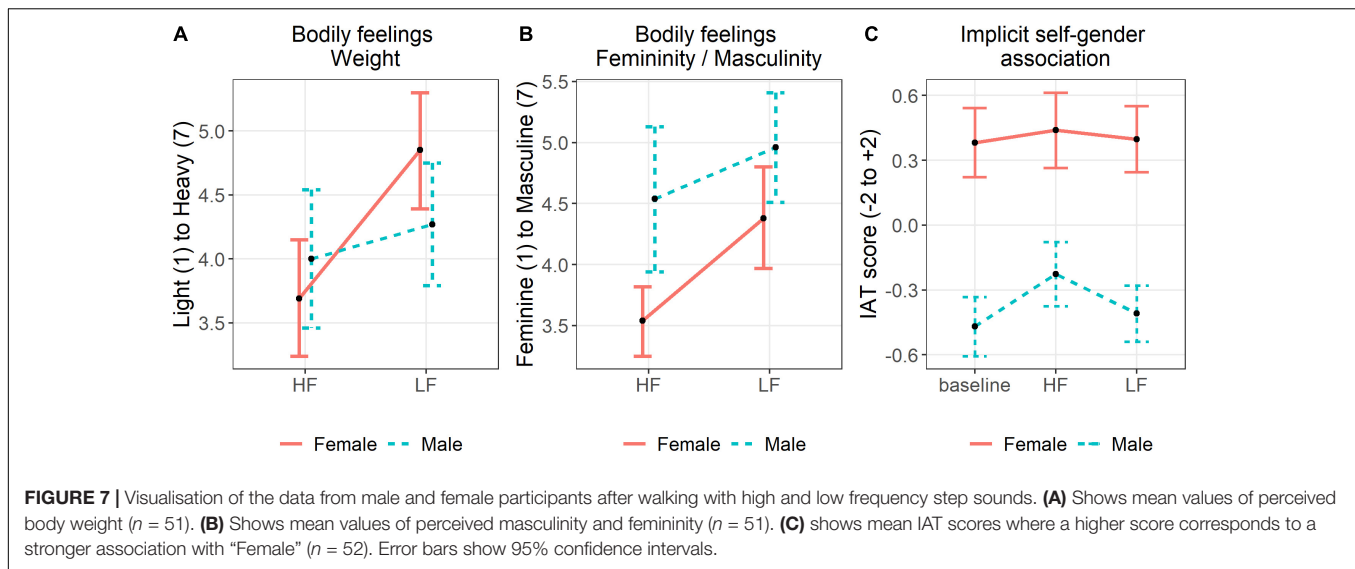 A
Bodily feelings
Weight
Light (1) to Heavy (7)
5.0
4.5
4.0
3.5
HF LF
Female Male
B
Bodily feelings
Femininity / Masculinity
Feminine (1) to Masculine (7)
5.5
5.0
4.5
4.0
3.5
HF LF
Female Male
C
Implicit self-gender
association
IAT score (-2 to +2)
0.6
0.3
0.0
-0.3
-0.6
baseline HF LF
Female Male
FIGURE 7 | Visualisation of the data from male and female participants after walking with high and low frequency step sounds. (A) Shows mean values of perceived
body weight (n = 51). (B) Shows mean values of perceived masculinity and femininity (n = 51). (C) shows mean IAT scores where a higher score corresponds to a
stronger association with “Female” (n = 52). Error bars show 95% confidence intervals.